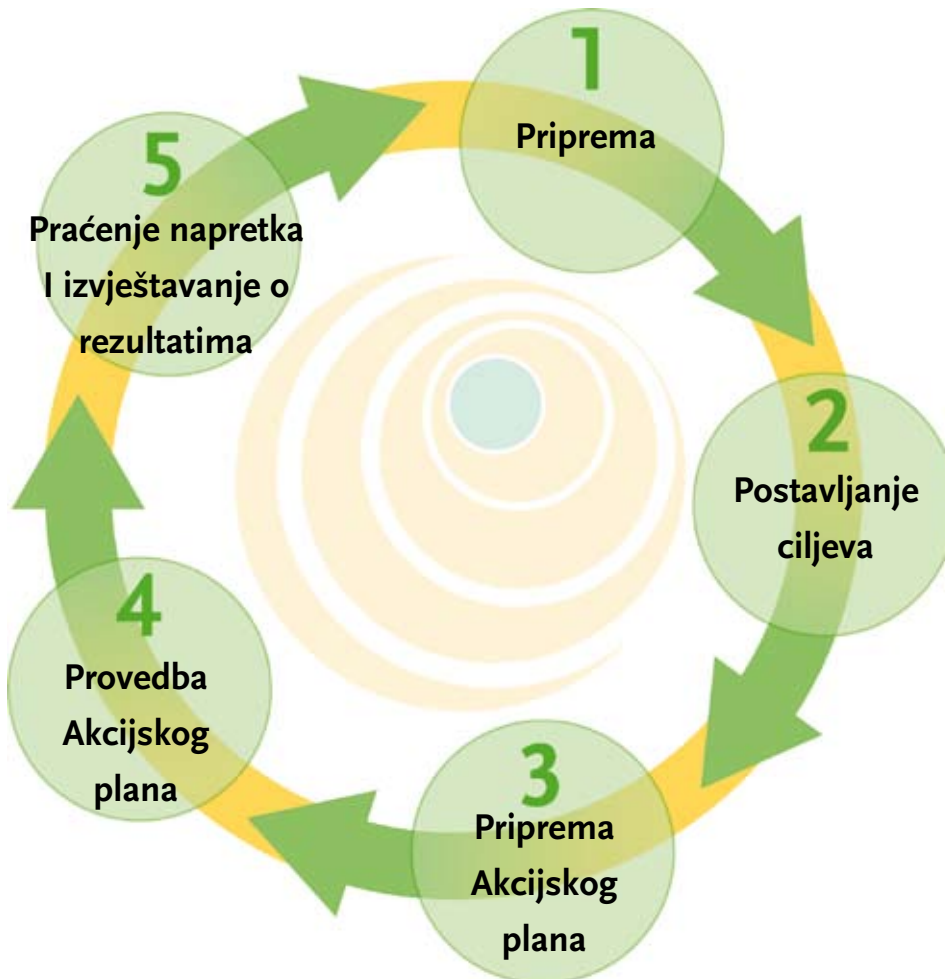 1
Priprema
2
Postavljanje
ciljeva
3
Priprema
Akcijskog
plana
4
Provedba
Akcijskog
plana
5
Praćenje napretka
I izvještavanje o
rezultatima